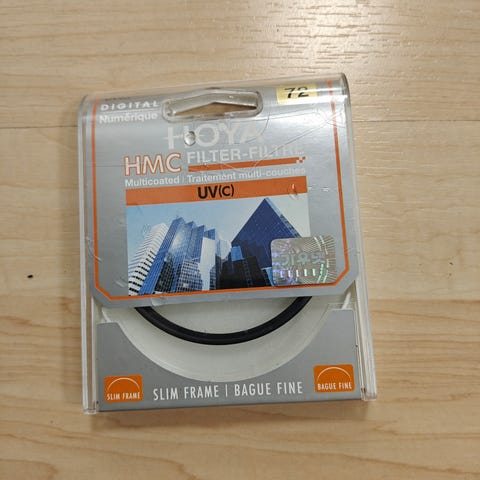 72
DIGITAL
Numérique
HOYA
HMC FILTER-FILTRE
Multicoated / Traitement multi-couches
UV(C)
SLIM FRAME
SLIM FRAME | BAGUE FINE
BAGUE FINE